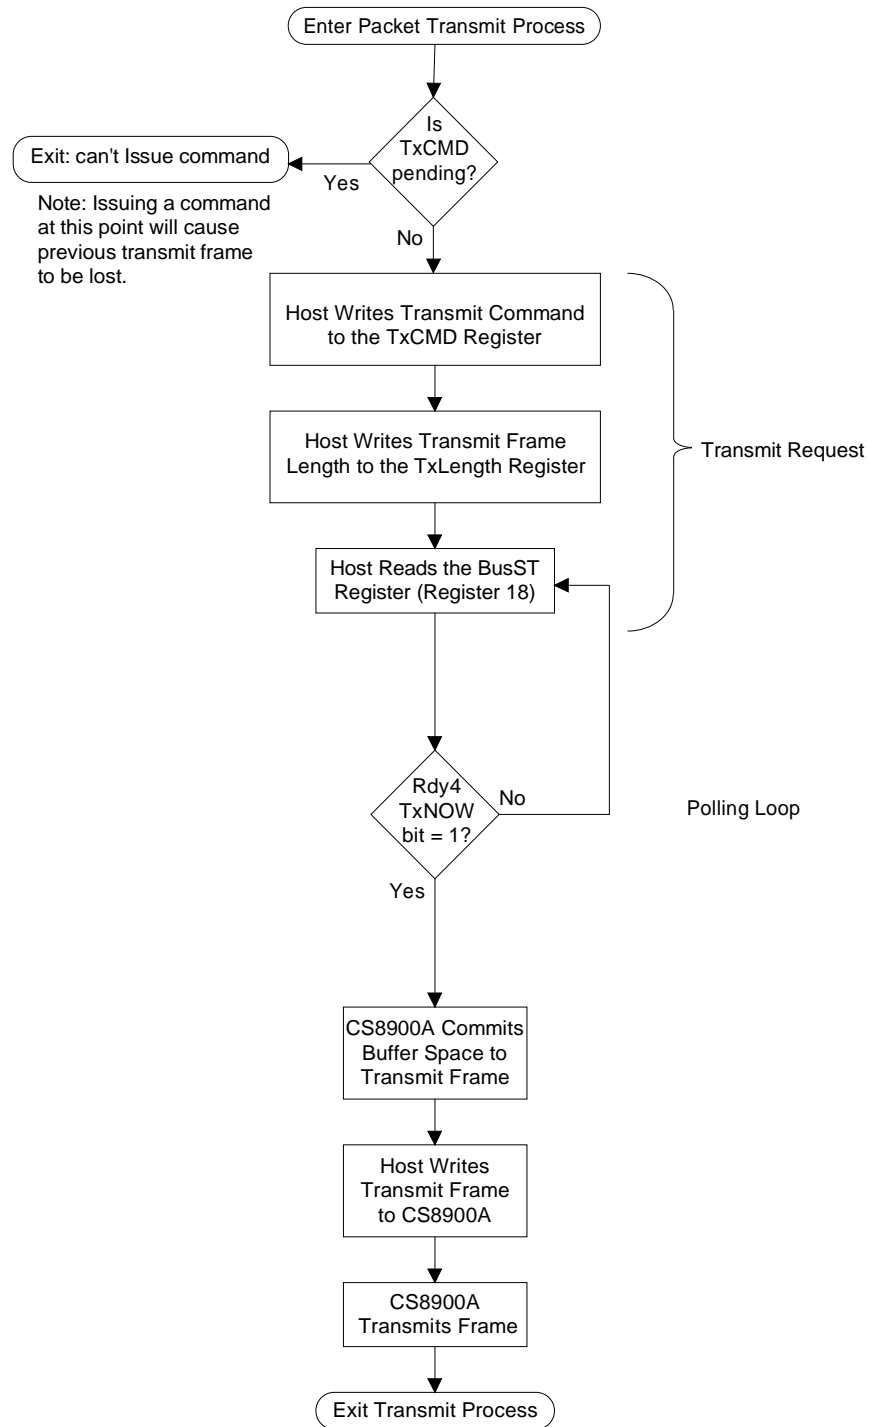 Enter Packet Transmit Process
Is
TxCMD
pending?
Exit: can't Issue command
Yes
Note: Issuing a command
at this point will cause
previous transmit frame
to be lost.
No
Host Writes Transmit Command
to the TxCMD Register
Host Writes Transmit Frame
Length to the TxLength Register
Transmit Request
Host Reads the BusST
Register (Register 18)
Rdy4
TxNOW
bit = 1?
No
Polling Loop
Yes
CS8900A Commits
Buffer Space to
Transmit Frame
Host Writes
Transmit Frame
to CS8900A
CS8900A
Transmits Frame
Exit Transmit Process